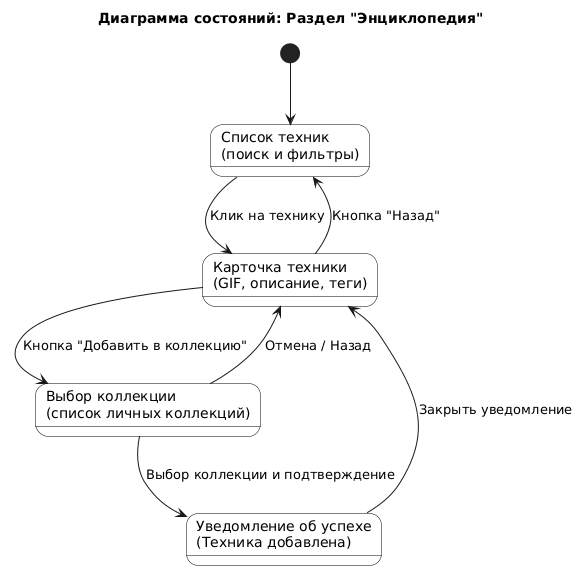 Диаграмма состояний: Раздел "Энциклопедия"
Список техник
(поиск и фильтры)
Клик на технику
Кнопка "Назад"
Карточка техники
(GIF, описание, теги)
Кнопка "Добавить в коллекцию"
Отмена / Назад
Выбор коллекции
(список личных коллекций)
Закрыть уведомление
Выбор коллекции и подтверждение
Уведомление об успехе
(Техника добавлена)